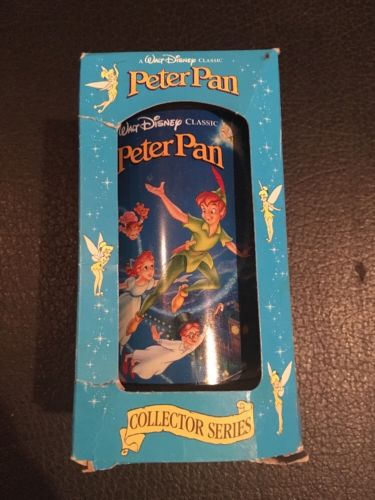 A WALT DISNEY CLASSIC
Peter Pan
WALT DISNEY CLASSIC
Peter Pan
COLLECTOR SERIES